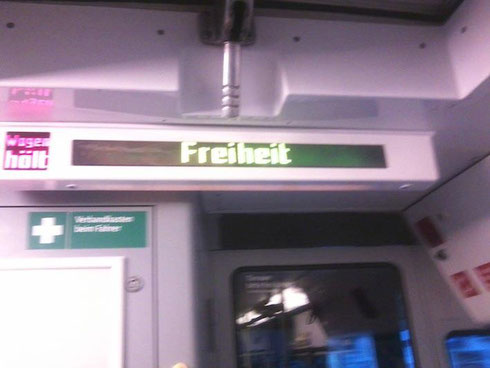 Wagen
hält
Freiheit
Verbandkasten
beim Fahrer